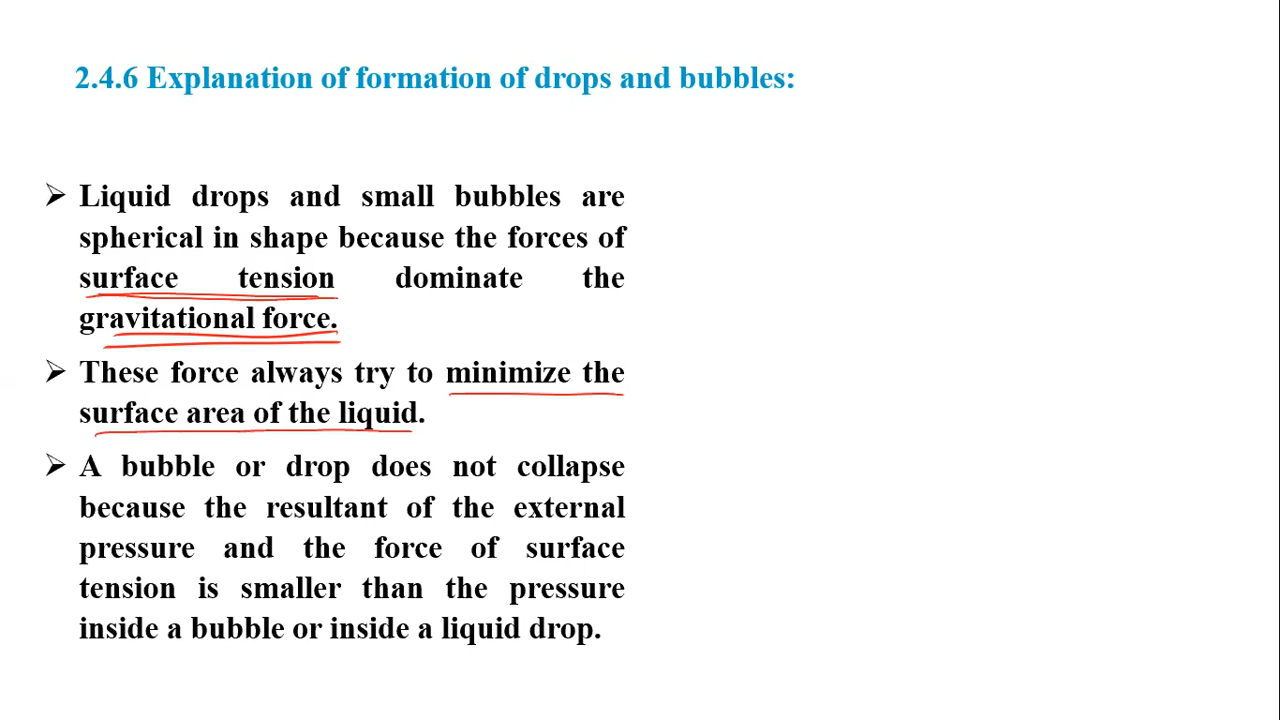 2.4.6 Explanation of formation of drops and bubbles:
➢ Liquid drops and small bubbles are
spherical in shape because the forces of
surface tension dominate the
gravitational force.
➢ These force always try to minimize the
surface area of the liquid.
➢ A bubble or drop does not collapse
because the resultant of the external
pressure and the force of surface
tension is smaller than the pressure
inside a bubble or inside a liquid drop.